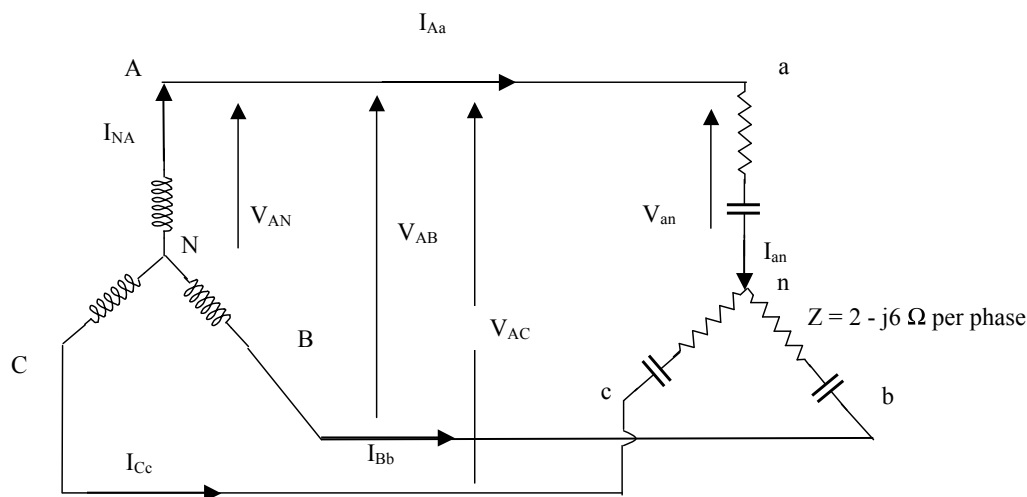 I_Aa
A
a
I_NA
V_AN
V_AB
V_an
N
I_an
n
Z = 2 - j6 Ω per phase
B
V_AC
C
c
b
I_Cc
I_Bb